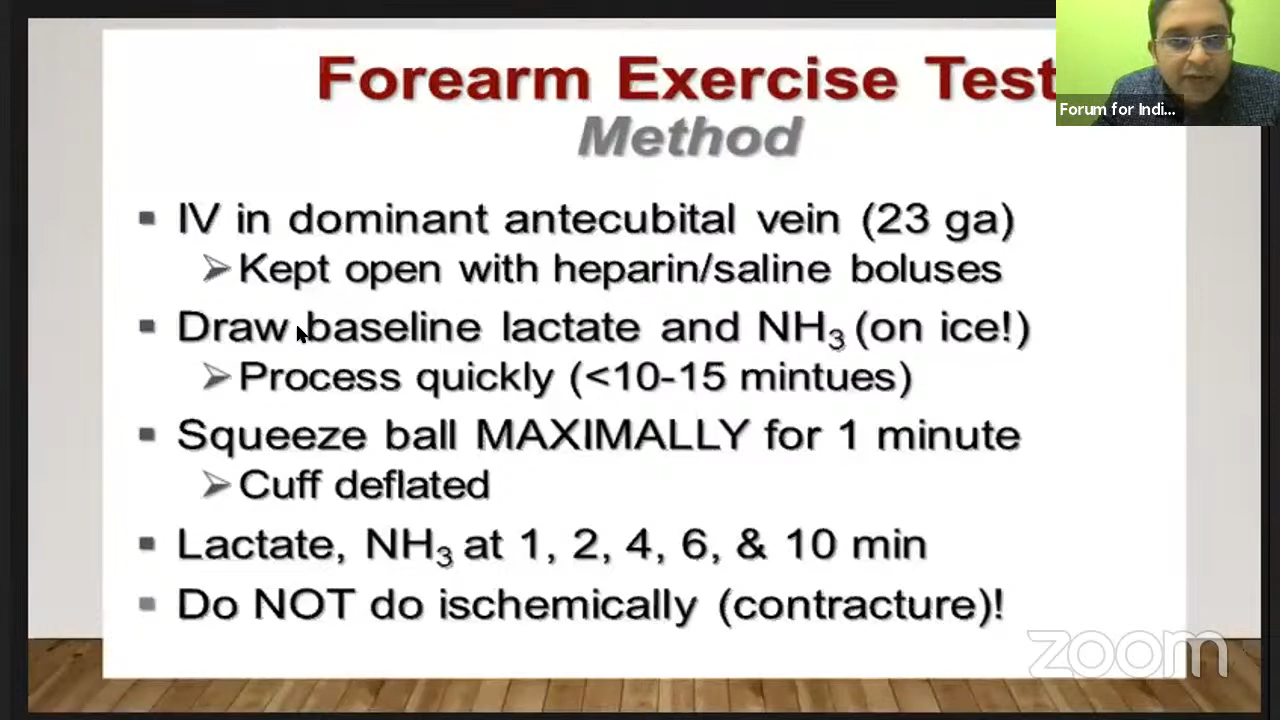 Forearm Exercise Test
Method
Forum for Indi...
▪ IV in dominant antecubital vein (23 ga)
➢ Kept open with heparin/saline boluses
▪ Draw baseline lactate and NH₃ (on ice!)
➢ Process quickly (<10-15 mintues)
▪ Squeeze ball MAXIMALLY for 1 minute
➢ Cuff deflated
▪ Lactate, NH₃ at 1, 2, 4, 6, & 10 min
▪ Do NOT do ischemically (contracture)!
zoom